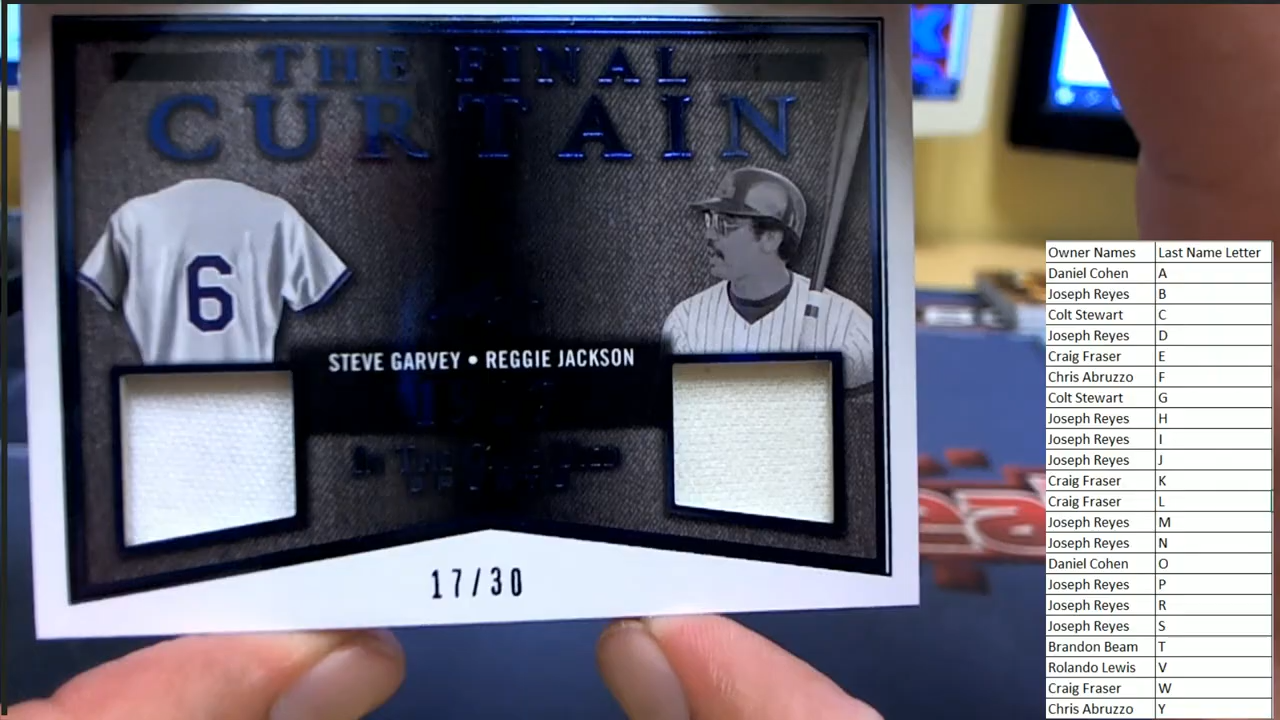 THE FINAL
CURTAIN
6
STEVE GARVEY • REGGIE JACKSON
17/30
Owner Names Last Name Letter
Daniel Cohen A
Joseph Reyes B
Colt Stewart C
Joseph Reyes D
Craig Fraser E
Chris Abruzzo F
Colt Stewart G
Joseph Reyes H
Joseph Reyes I
Joseph Reyes J
Craig Fraser K
Craig Fraser L
Joseph Reyes M
Joseph Reyes N
Daniel Cohen O
Joseph Reyes P
Joseph Reyes R
Joseph Reyes S
Brandon Beam T
Rolando Lewis V
Craig Fraser W
Chris Abruzzo Y